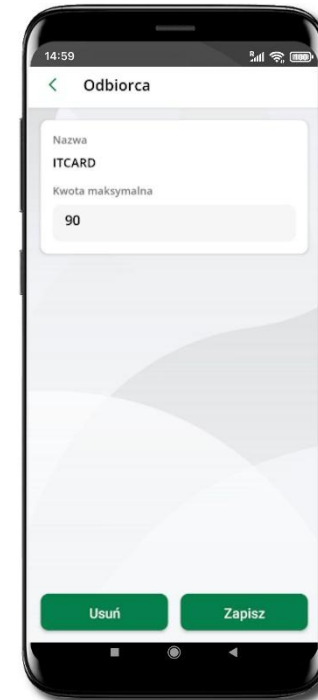 14:59
Odbiorca
Nazwa
ITCARD
Kwota maksymalna
90
Usuń
Zapisz